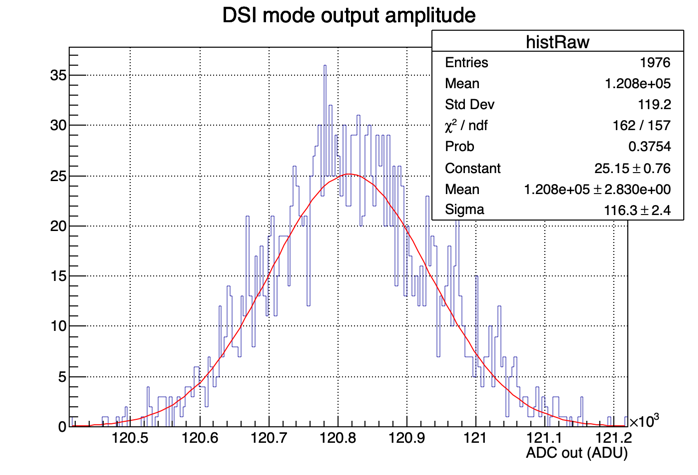 DSI mode output amplitude
histRaw
Entries 1976
Mean 1.208e+05
Std Dev 119.2
χ² / ndf 162 / 157
Prob 0.3754
Constant 25.15 ± 0.76
Mean 1.208e+05 ± 2.830e+00
Sigma 116.3 ± 2.4
35
30
25
20
15
10
5
0
120.5 120.6 120.7 120.8 120.9 121 121.1 121.2
×10³
ADC out (ADU)